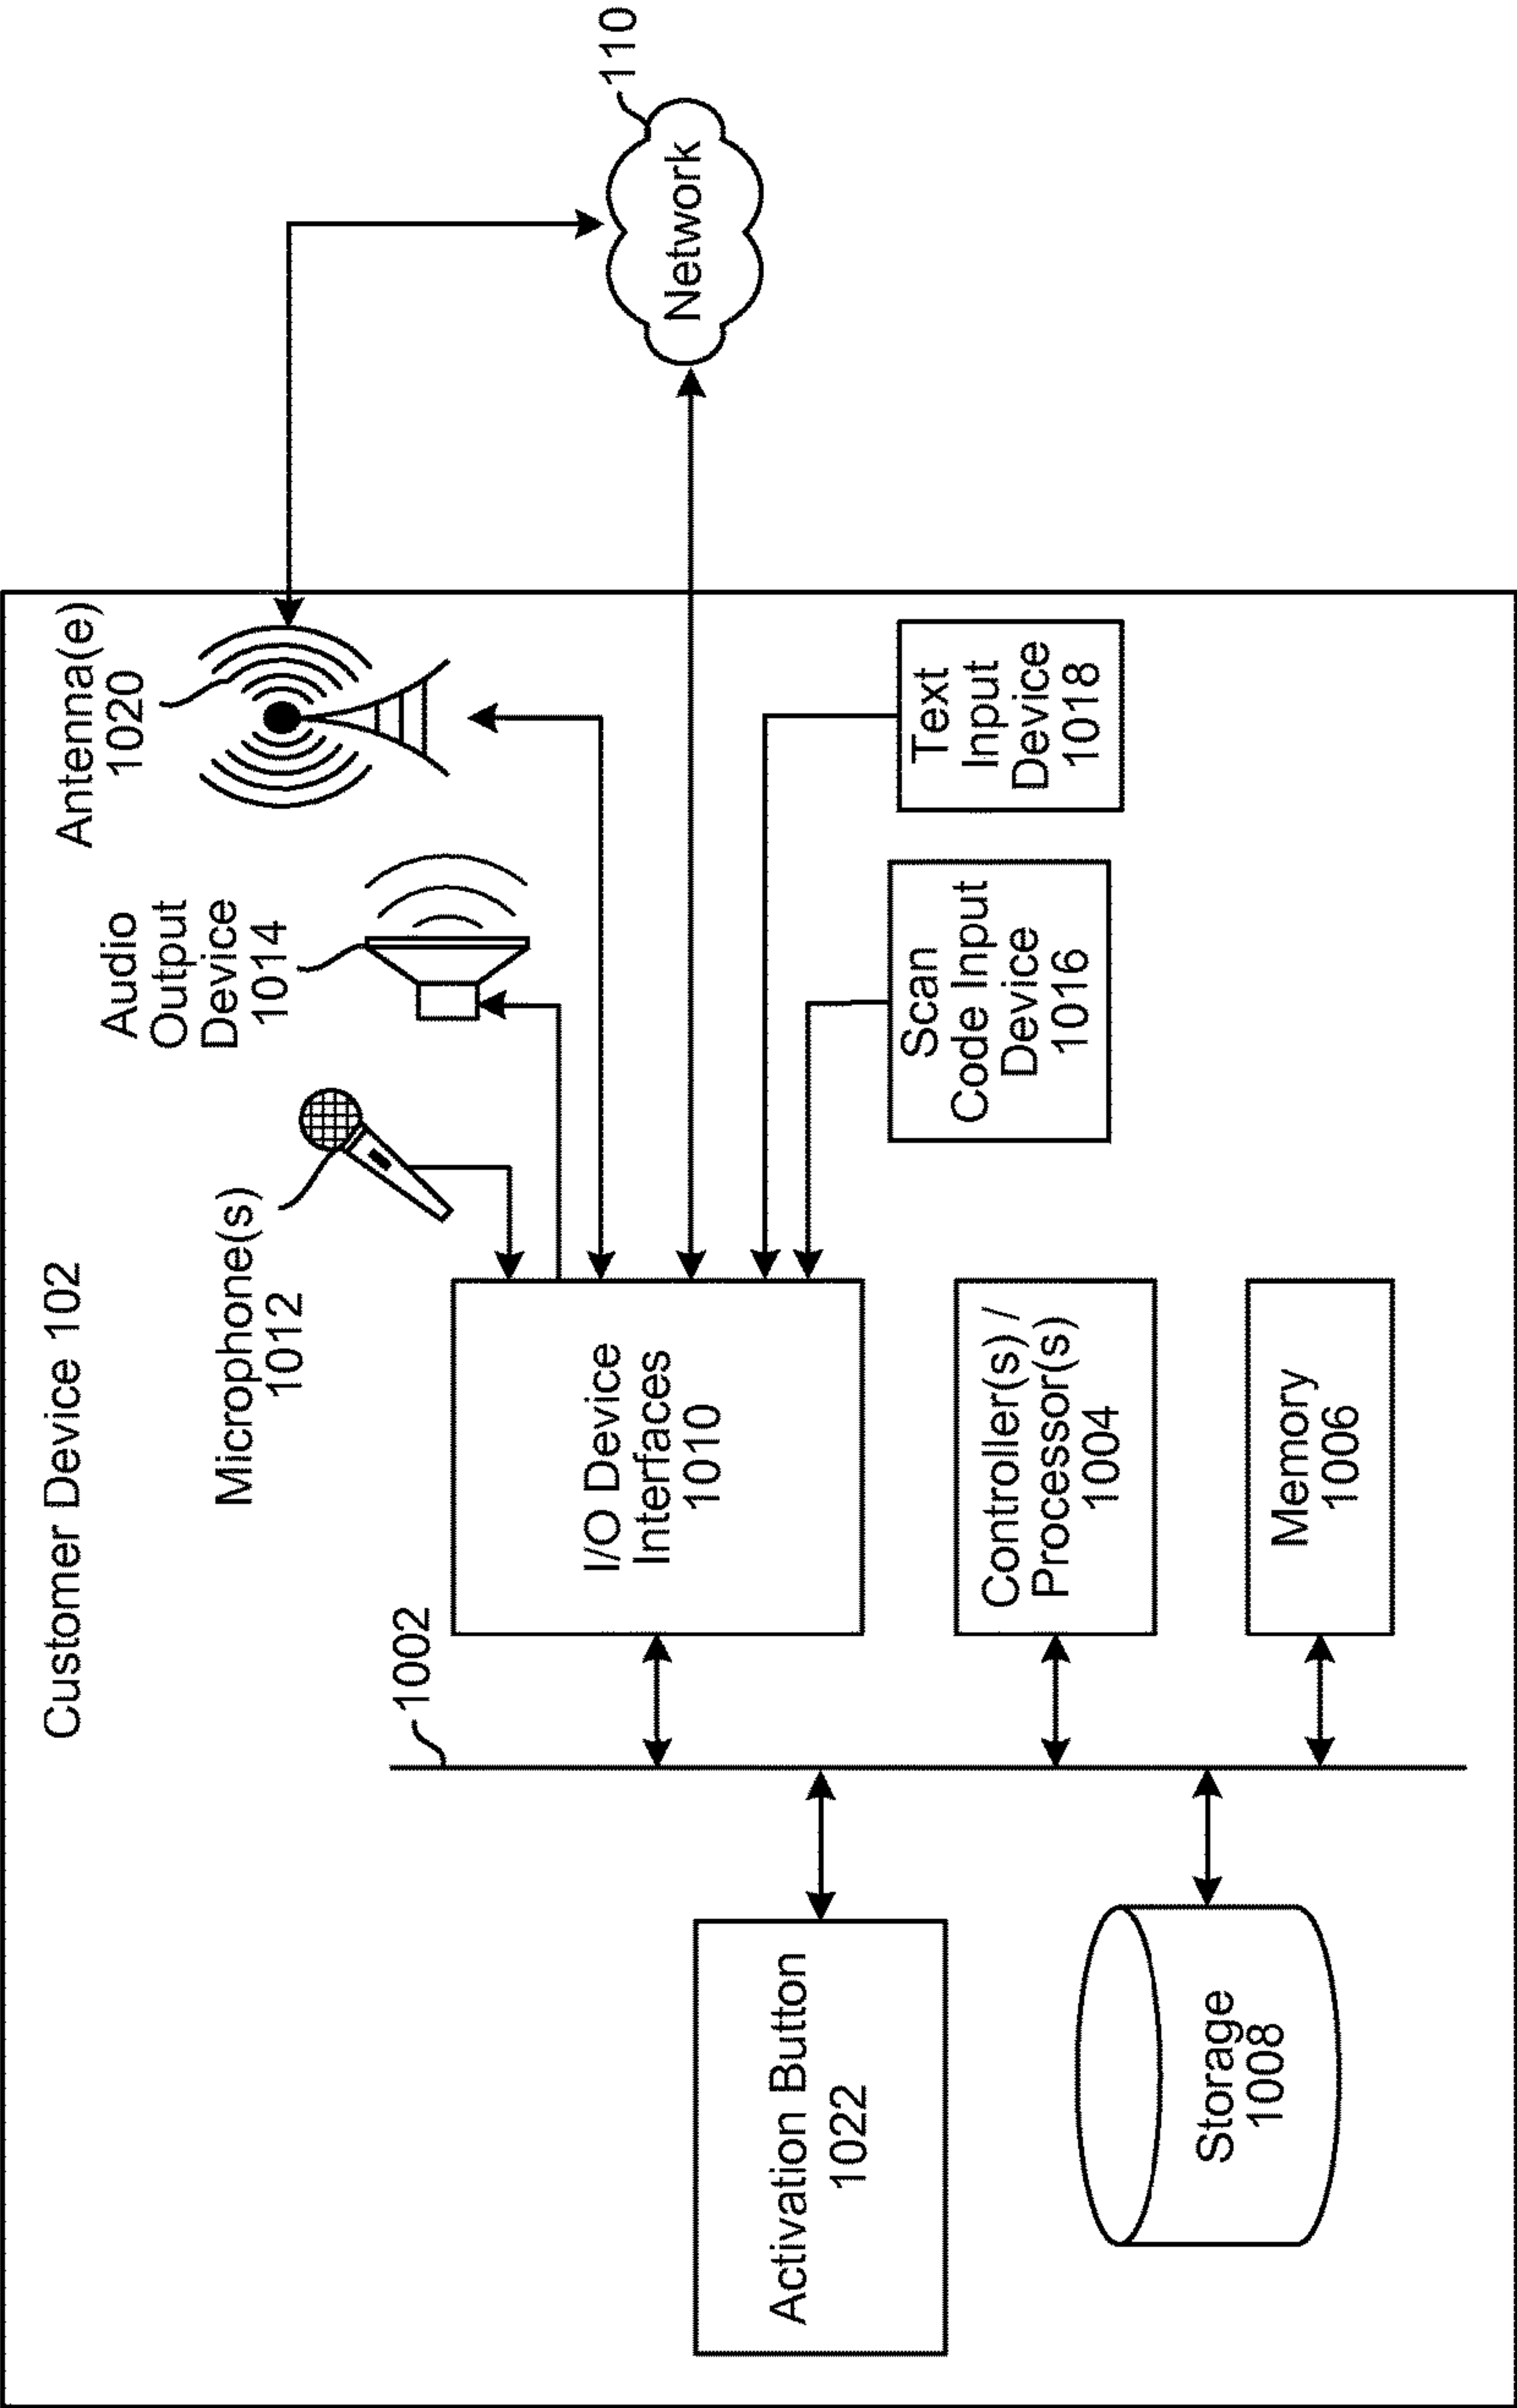 Customer Device 102
Antenna(e)
1020
Audio
Output
Device
1014
Microphone(s)
1012
110
Network
1002
I/O Device
Interfaces
1010
Activation Button
1022
Text
Input
Device
1018
Scan
Code Input
Device
1016
Controller(s) /
Processor(s)
1004
Storage
1008
Memory
1006